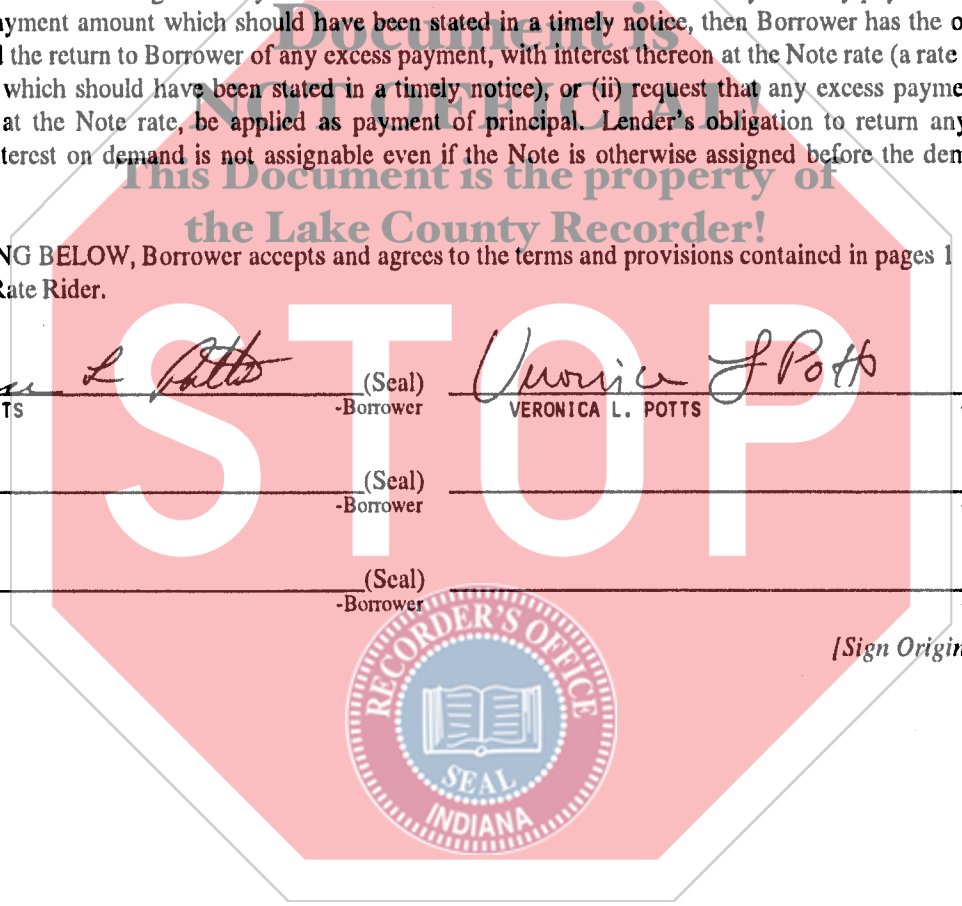 Document is
yment amount which should have been stated in a timely notice, then Borrower has the o
the return to Borrower of any excess payment, with interest thereon at the Note rate (a rate
which should have been stated in a timely notice), or (ii) request that any excess payme
NOT OFFICIAL!
at the Note rate, be applied as payment of principal. Lender's obligation to return any
terest on demand is not assignable even if the Note is otherwise assigned before the dem
This Document is the property of
the Lake County Recorder!
NG BELOW, Borrower accepts and agrees to the terms and provisions contained in pages 1
Rate Rider.
STOP
L Potts (Seal) Veronica L Potts
TS -Borrower VERONICA L. POTTS
(Seal)
-Borrower
(Seal)
-Borrower
[Sign Origin
RECORDER'S OFFICE
SEAL
INDIANA